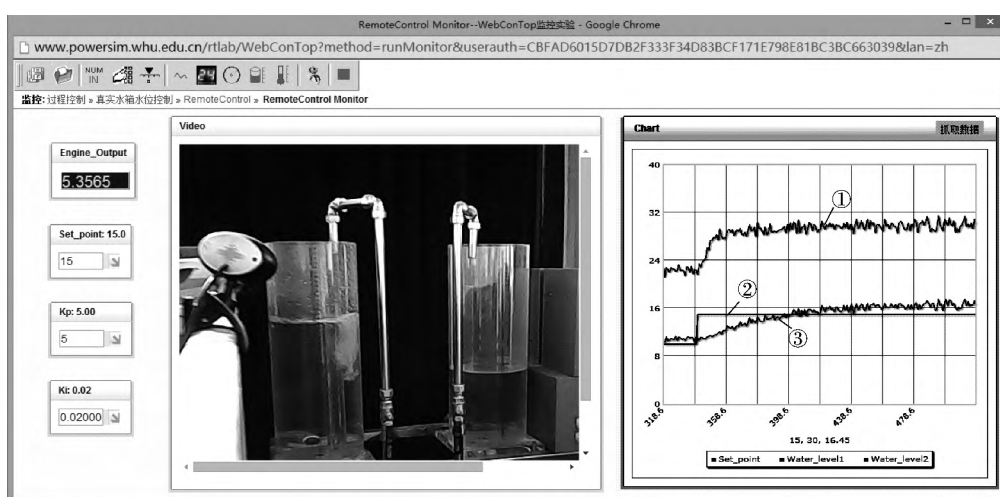 RemoteControl Monitor--WebConTop监控实验 - Google Chrome
www.powersim.whu.edu.cn/rtlab/WebConTop?method=runMonitor&userauth=CBFAD6015D7DB2F333F34D83BCF171E798E81BC3BC663039&lan=zh
NUM
IN
24
监控: 过程控制 » 真实水箱水位控制 » RemoteControl » RemoteControl Monitor
Engine_Output
5.3565
Set_point: 15.0
15
Kp: 5.00
5
Ki: 0.02
0.02000
Video
Chart
抓取数据
40
32
24
16
8
0
①
②
③
318.6
358.6
398.6
438.6
478.6
15, 30, 16.45
Set_point Water_level1 Water_level2